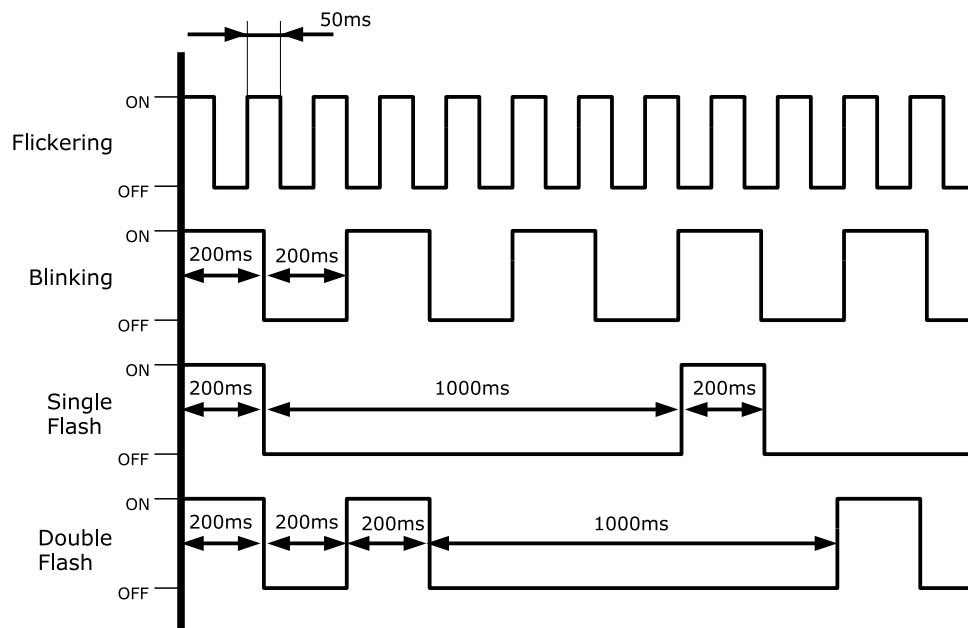 50ms
ON
Flickering
OFF
ON
200ms 200ms
Blinking
OFF
ON
200ms 1000ms 200ms
Single
Flash
OFF
ON
200ms 200ms 200ms 1000ms
Double
Flash
OFF